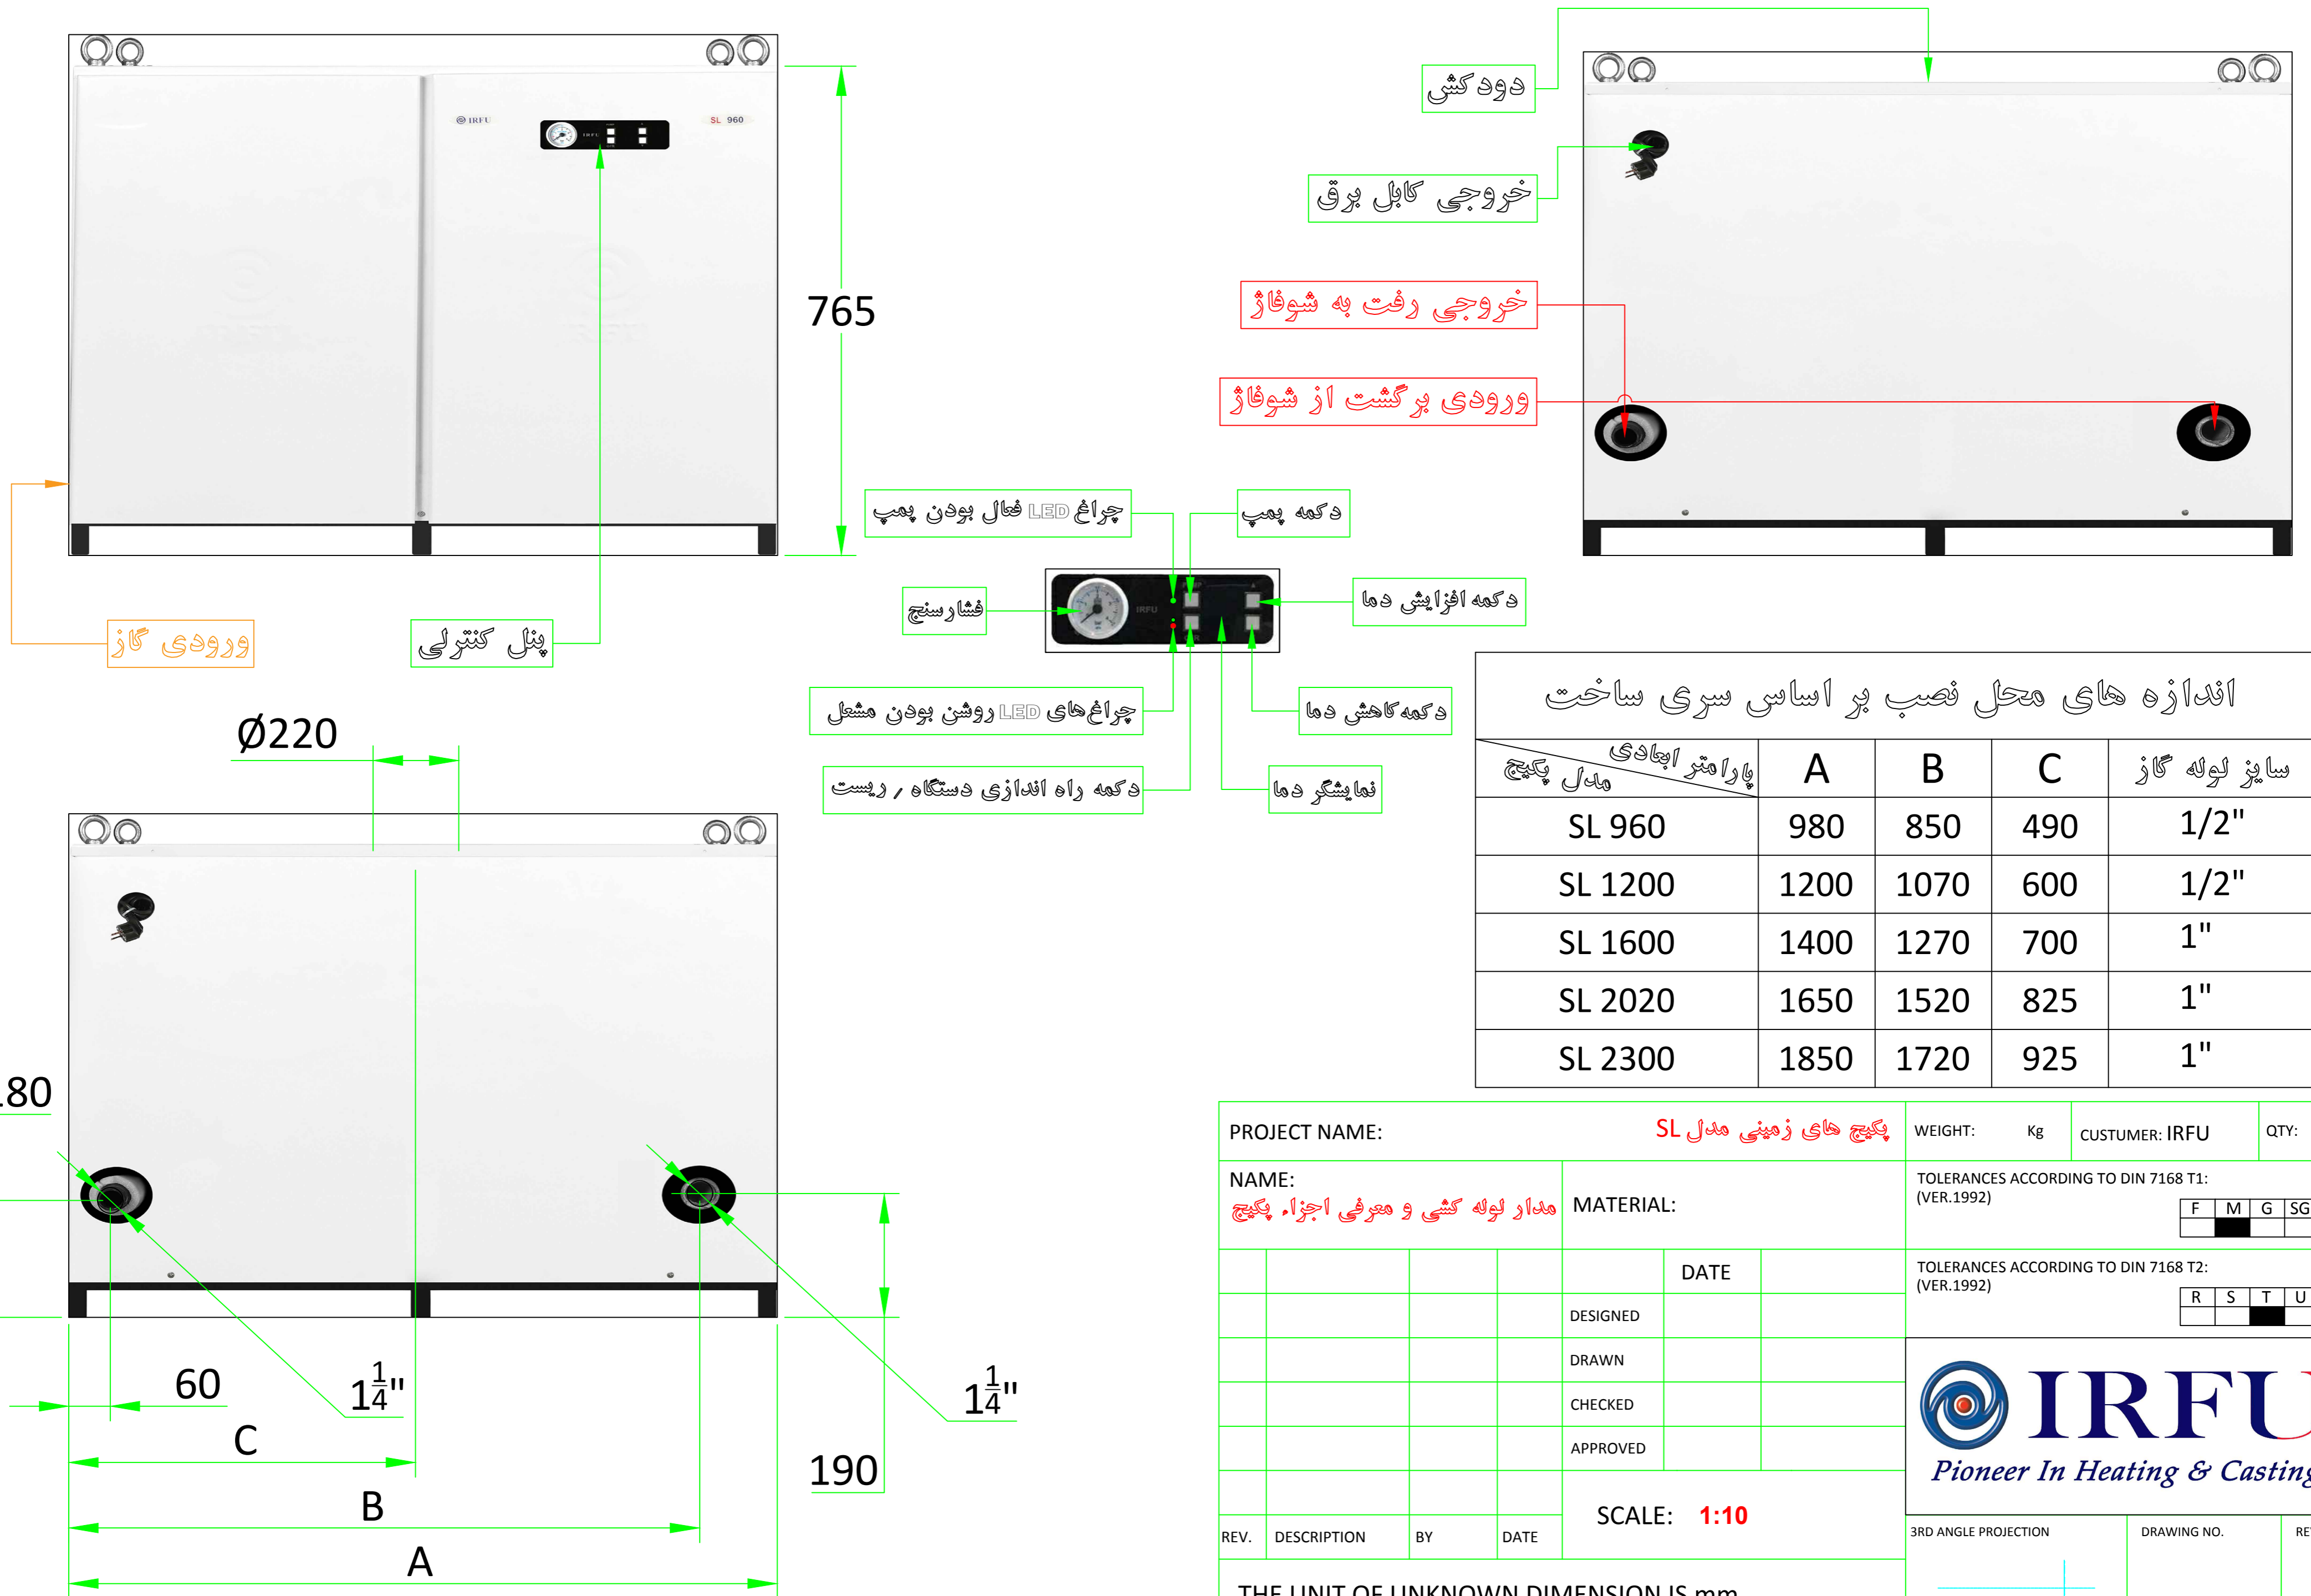 IRFU
SL 960
765
ورودی گاز
پنل کنترلی
دودکش
خروجی کابل برق
خروجی رفت به شوفاژ
ورودی برگشت از شوفاژ
چراغ LED فعال بودن پمپ
دکمه پمپ
فشارسنج
IRFU
دکمه افزایش دما
چراغ‌های LED روشن بودن مشعل
دکمه کاهش دما
دکمه راه اندازی دستگاه / ریست
نمایشگر دما
Ø220
60
1 1/4"
1 1/4"
190
C
B
A
اندازه های محل نصب بر اساس سری ساخت
پارامتر ابعادی مدل پکیج A B C سایز لوله گاز
SL 960 980 850 490 1/2"
SL 1200 1200 1070 600 1/2"
SL 1600 1400 1270 700 1"
SL 2020 1650 1520 825 1"
SL 2300 1850 1720 925 1"
PROJECT NAME: پکیج های زمینی مدل SL
WEIGHT: Kg
CUSTUMER: IRFU
QTY:
NAME:
مدار لوله کشی و معرفی اجزاء پکیج
MATERIAL:
TOLERANCES ACCORDING TO DIN 7168 T1:
(VER.1992)
F M G SG
TOLERANCES ACCORDING TO DIN 7168 T2:
(VER.1992)
R S T U
DATE
DESIGNED
DRAWN
CHECKED
APPROVED
SCALE: 1:10
REV. DESCRIPTION BY DATE
IRFU
Pioneer In Heating & Casting
3RD ANGLE PROJECTION
DRAWING NO.
THE UNIT OF UNKNOWN DIMENSION IS mm